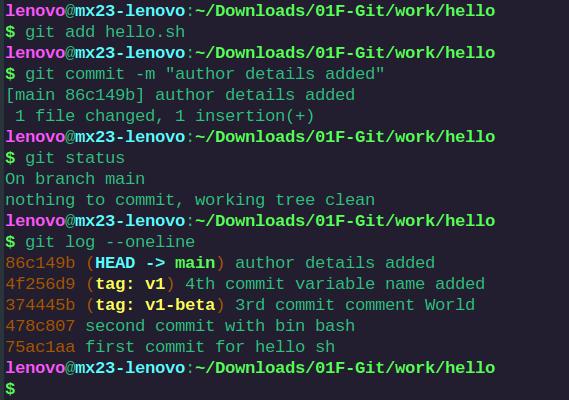 lenovo@mx23-lenovo:~/Downloads/01F-Git/work/hello
$ git add hello.sh
lenovo@mx23-lenovo:~/Downloads/01F-Git/work/hello
$ git commit -m "author details added"
[main 86c149b] author details added
 1 file changed, 1 insertion(+)
lenovo@mx23-lenovo:~/Downloads/01F-Git/work/hello
$ git status
On branch main
nothing to commit, working tree clean
lenovo@mx23-lenovo:~/Downloads/01F-Git/work/hello
$ git log --oneline
86c149b (HEAD -> main) author details added
4f256d9 (tag: v1) 4th commit variable name added
374445b (tag: v1-beta) 3rd commit comment World
478c807 second commit with bin bash
75ac1aa first commit for hello sh
lenovo@mx23-lenovo:~/Downloads/01F-Git/work/hello
$